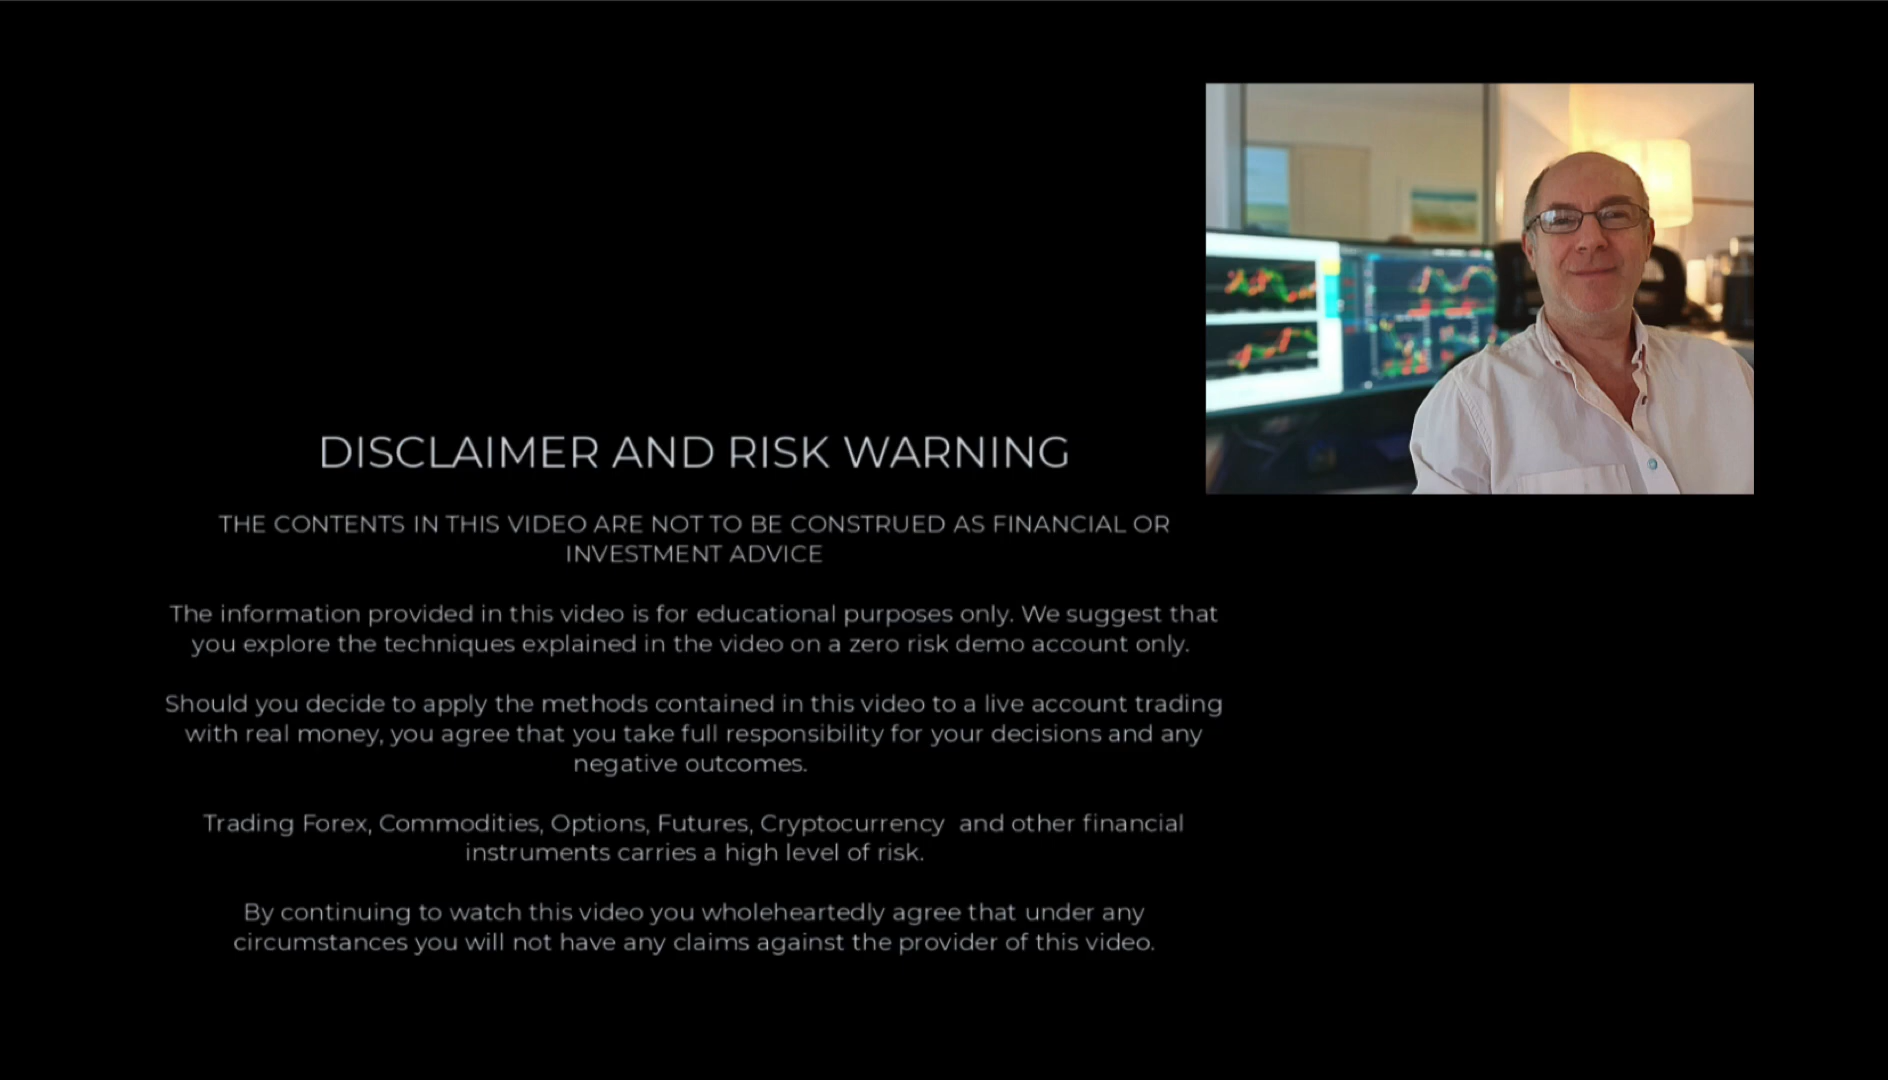 DISCLAIMER AND RISK WARNING
THE CONTENTS IN THIS VIDEO ARE NOT TO BE CONSTRUED AS FINANCIAL OR
INVESTMENT ADVICE
The information provided in this video is for educational purposes only. We suggest that
you explore the techniques explained in the video on a zero risk demo account only.
Should you decide to apply the methods contained in this video to a live account trading
with real money, you agree that you take full responsibility for your decisions and any
negative outcomes.
Trading Forex, Commodities, Options, Futures, Cryptocurrency  and other financial
instruments carries a high level of risk.
By continuing to watch this video you wholeheartedly agree that under any
circumstances you will not have any claims against the provider of this video.